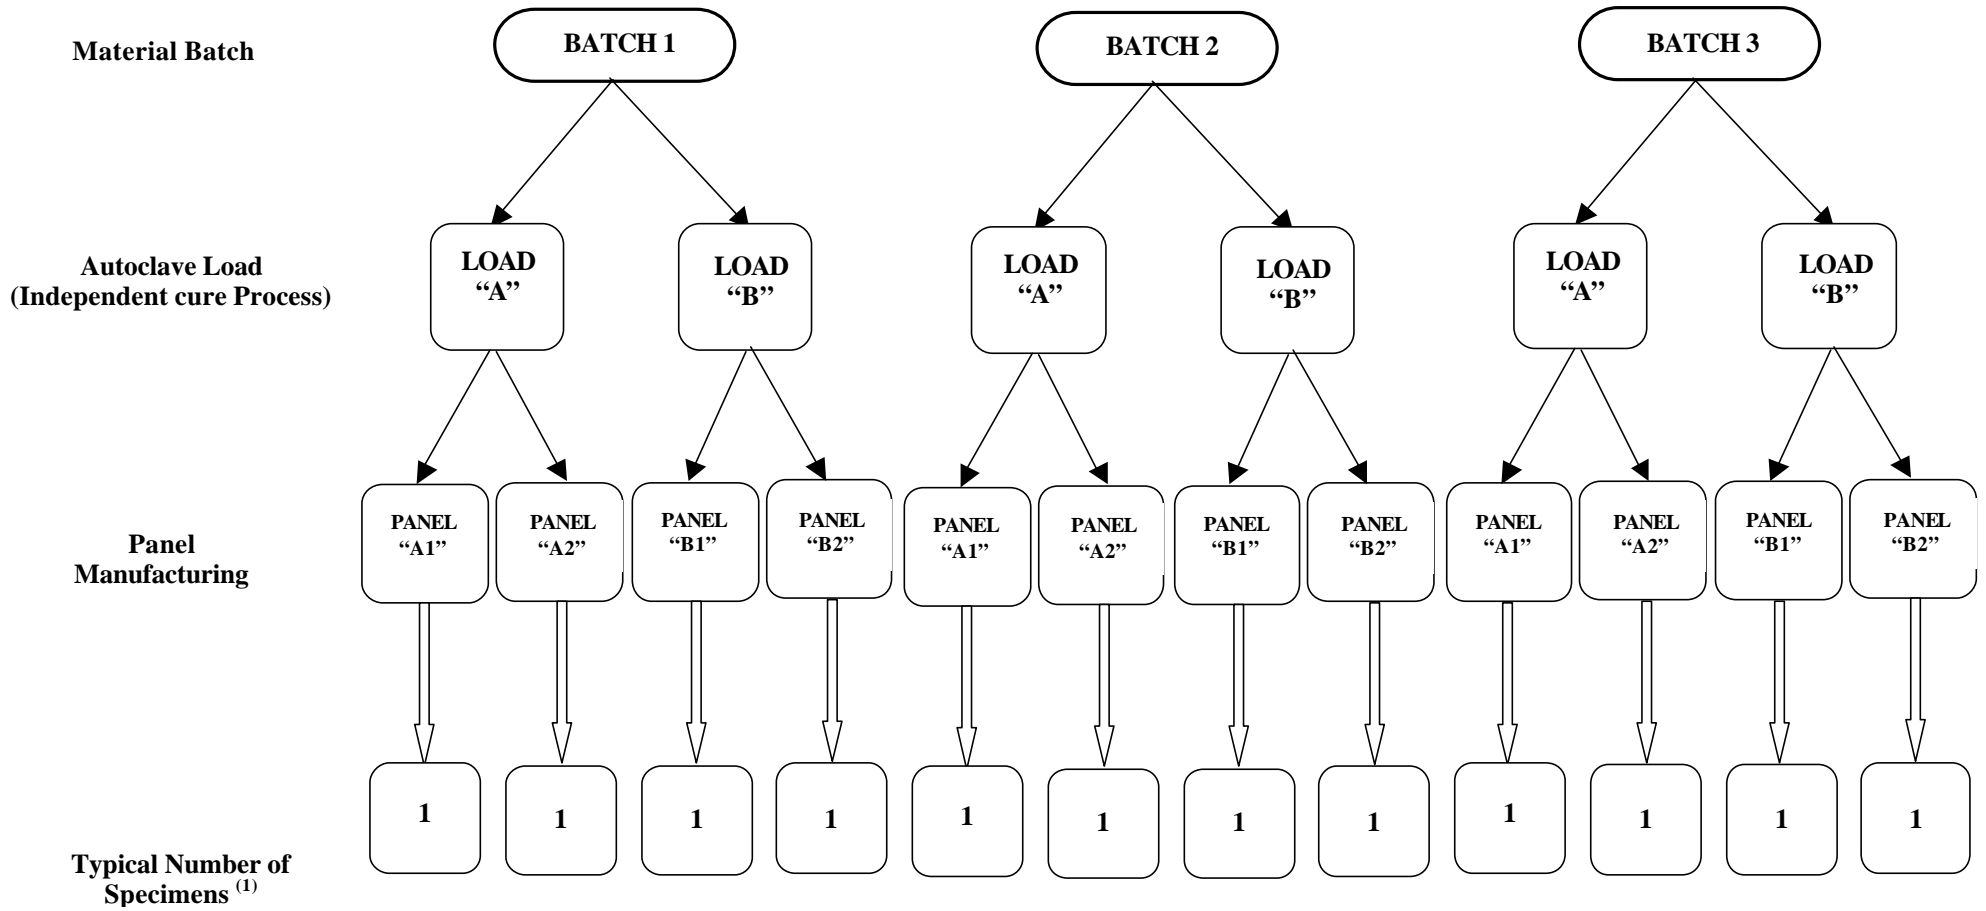 Material Batch
BATCH 1
BATCH 2
BATCH 3
Autoclave Load
(Independent cure Process)
LOAD
“A”
LOAD
“B”
LOAD
“A”
LOAD
“B”
LOAD
“A”
LOAD
“B”
Panel
Manufacturing
PANEL
“A1”
PANEL
“A2”
PANEL
“B1”
PANEL
“B2”
PANEL
“A1”
PANEL
“A2”
PANEL
“B1”
PANEL
“B2”
PANEL
“A1”
PANEL
“A2”
PANEL
“B1”
PANEL
“B2”
1
1
1
1
1
1
1
1
1
1
1
1
Typical Number of
Specimens (1)